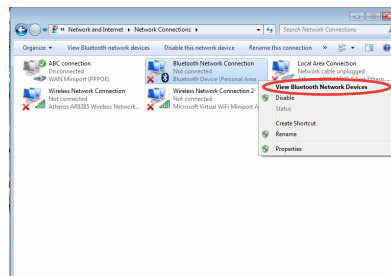 « Network and Internet ▸ Network Connections ▸
Search Network Connections
Organize ▾ View Bluetooth network devices Disable this network device Rename this connection »
ABC connection
Disconnected
WAN Miniport (PPPOE)
Bluetooth Network Connection
Not connected
Bluetooth Device (Personal Area
Local Area Connection
Network cable unplugged
Wireless Network Connection
Not connected
Atheros AR9285 Wireless Network...
Wireless Network Connection 2
Not connected
Microsoft Virtual WiFi Miniport A
View Bluetooth Network Devices
Disable
Status
Create Shortcut
Rename
Properties